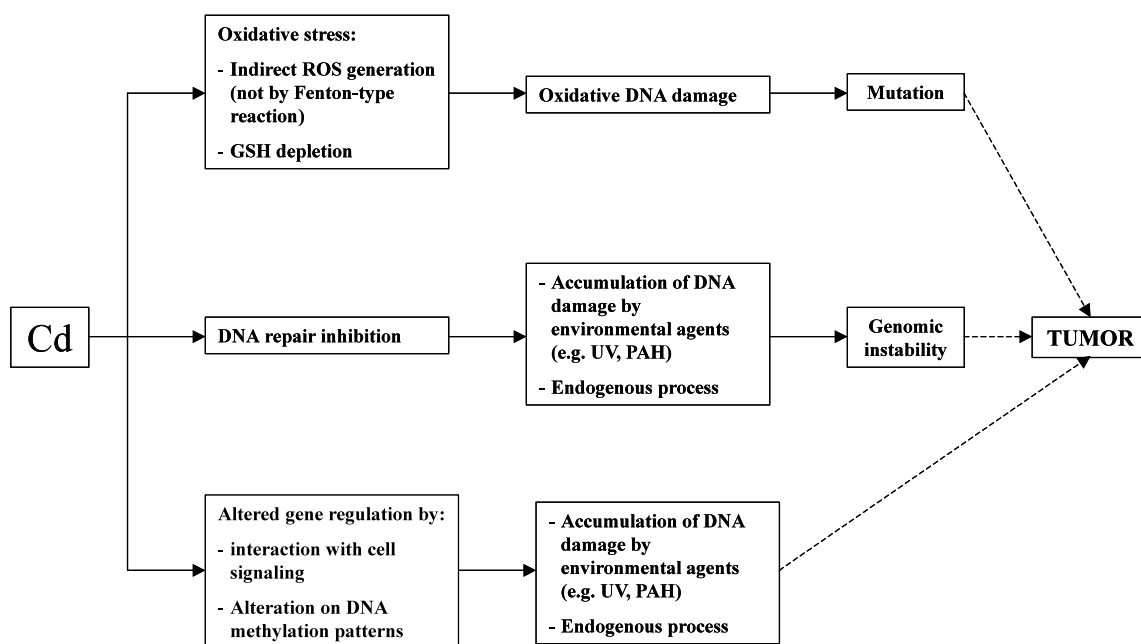 Oxidative stress:
- Indirect ROS generation
(not by Fenton-type
reaction)
- GSH depletion
Oxidative DNA damage
Mutation
Cd
DNA repair inhibition
- Accumulation of DNA
damage by
environmental agents
(e.g. UV, PAH)
- Endogenous process
Genomic
instability
TUMOR
Altered gene regulation by:
- interaction with cell
signaling
- Alteration on DNA
methylation patterns
- Accumulation of DNA
damage by
environmental agents
(e.g. UV, PAH)
- Endogenous process